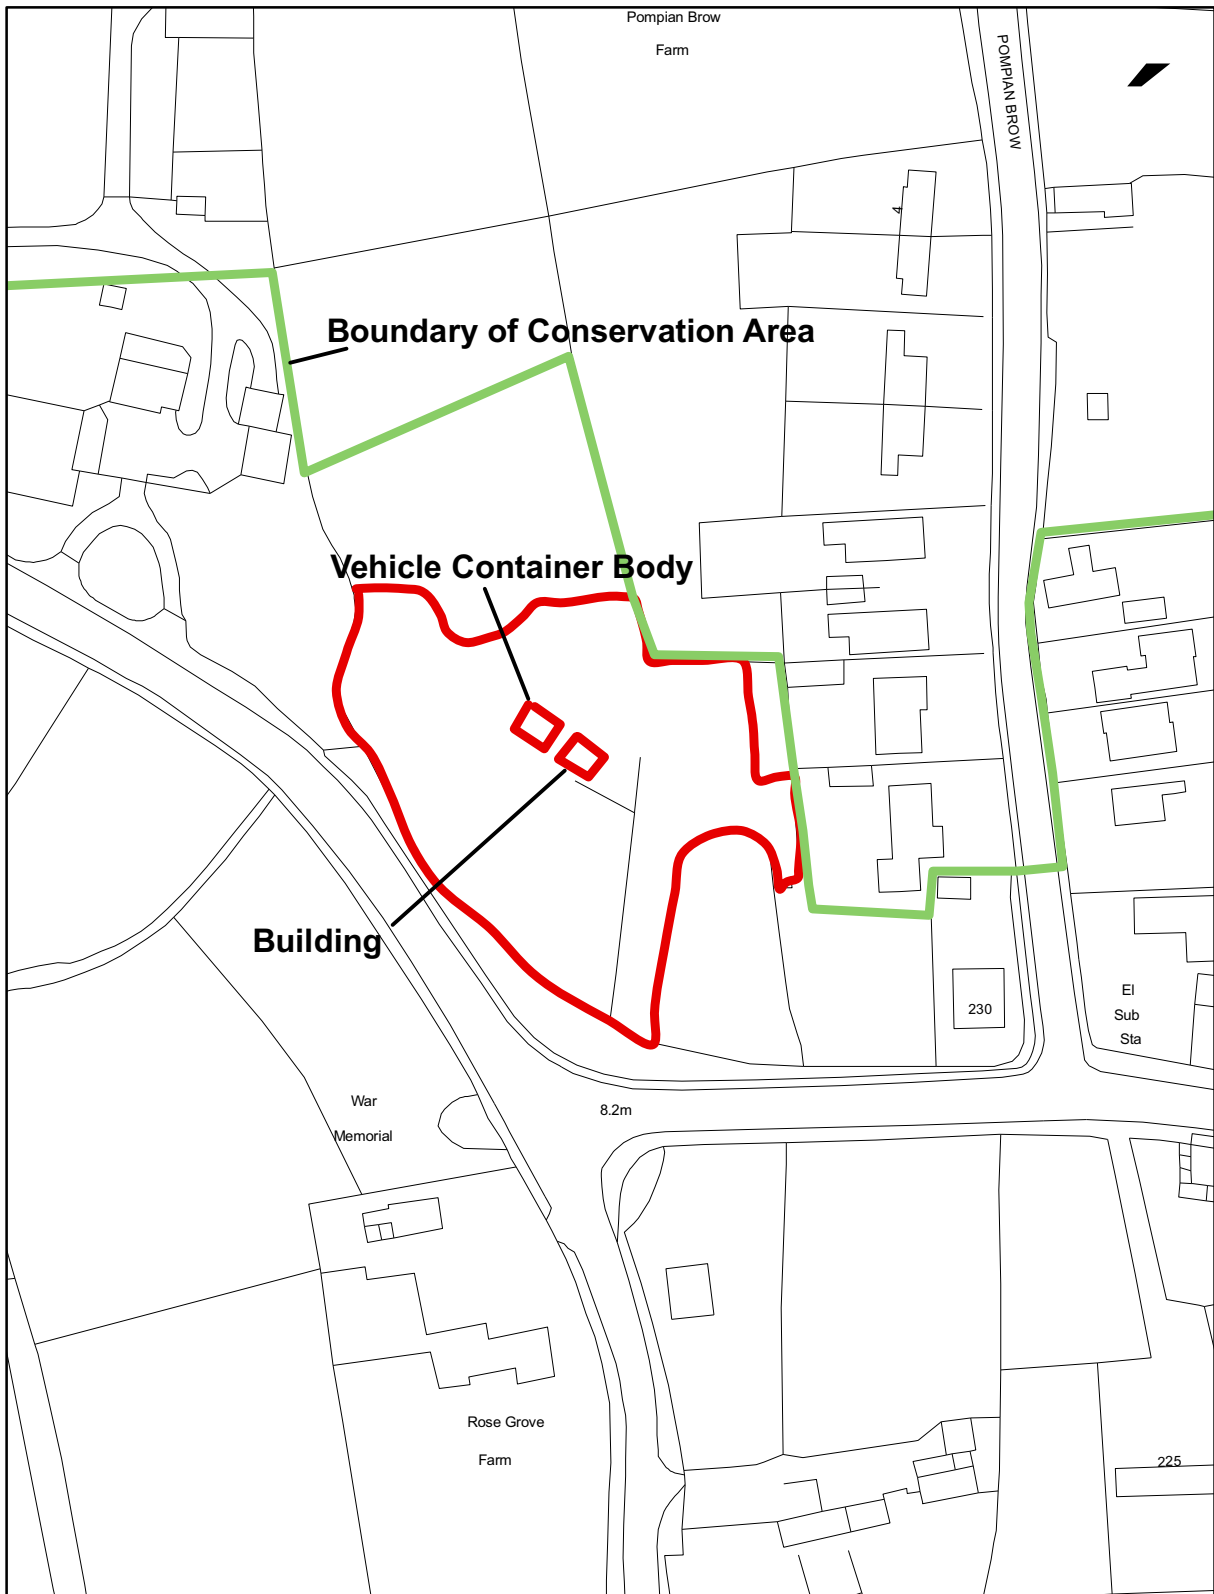 Pompian Brow
Farm
POMPIAN BROW
4
Boundary of Conservation Area
Vehicle Container Body
Building
230
El
Sub
Sta
War
Memorial
8.2m
Rose Grove
Farm
225